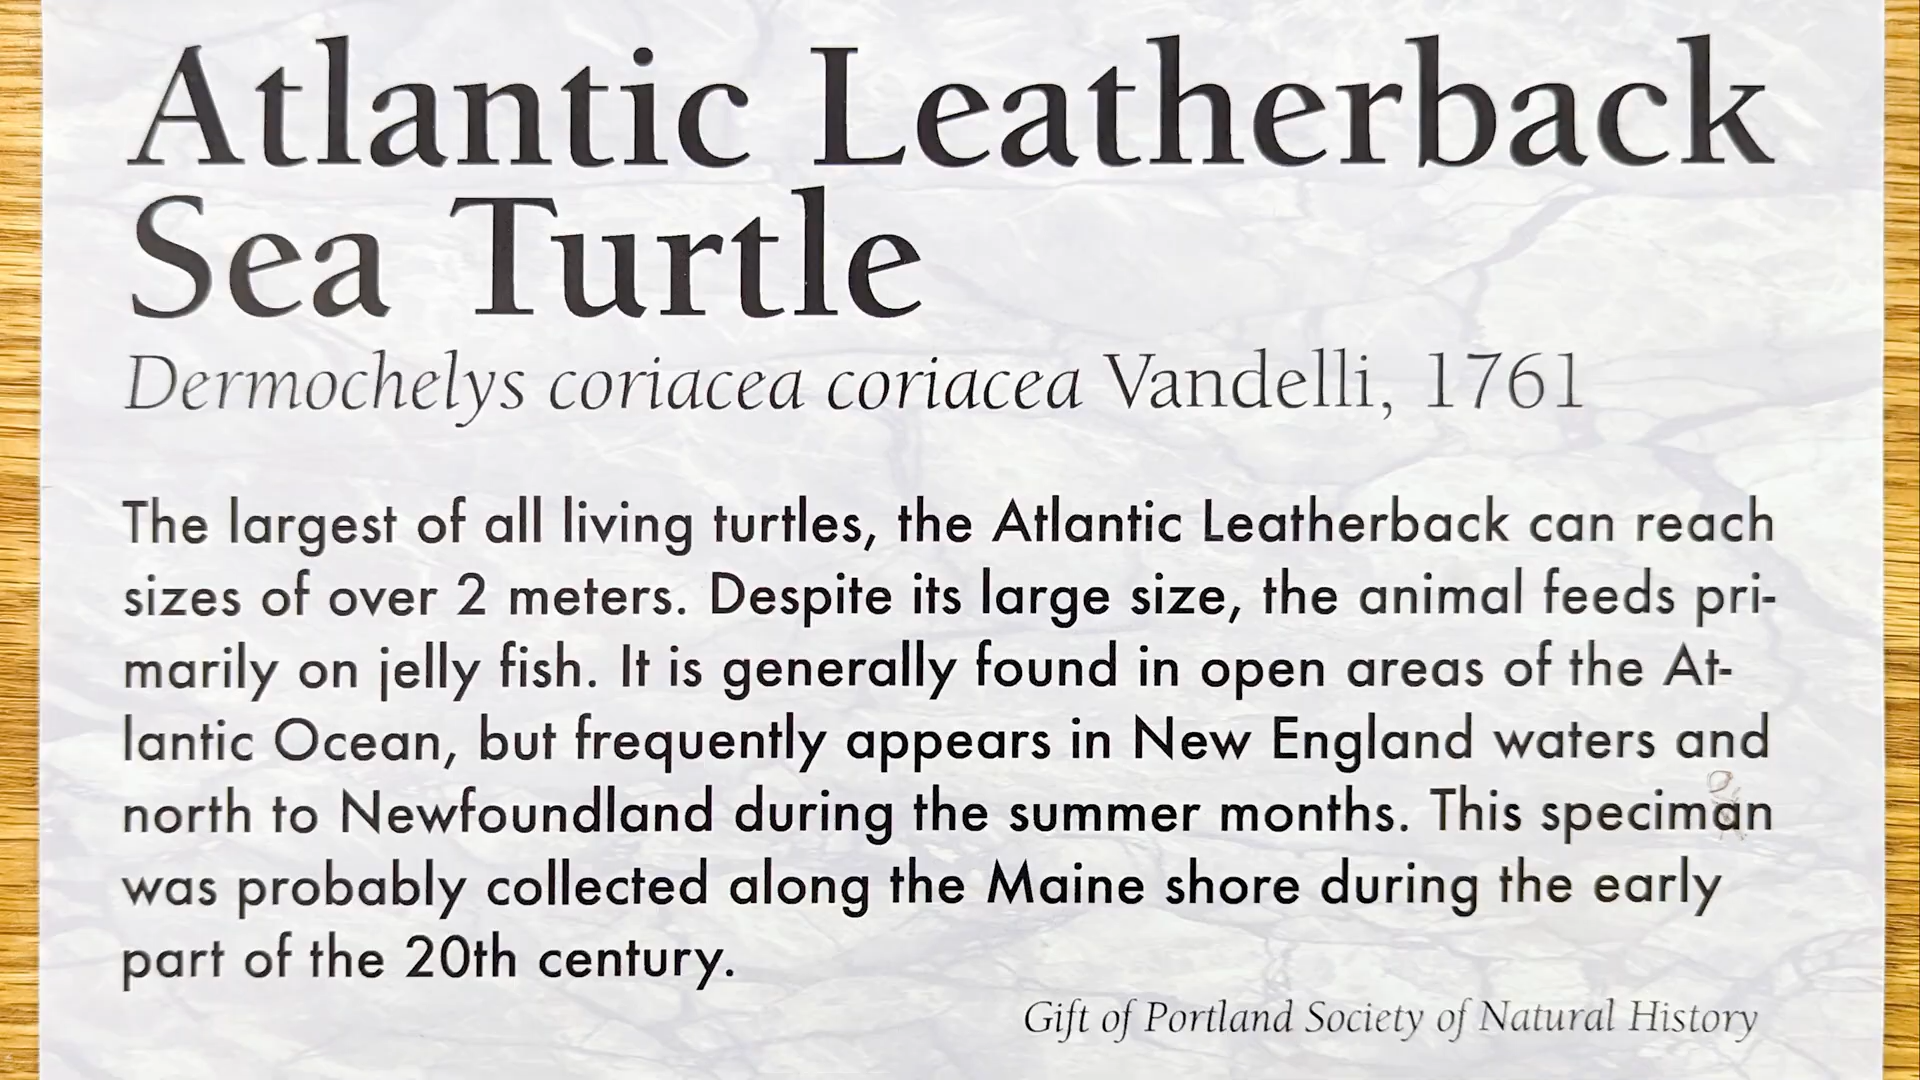 Atlantic Leatherback
Sea Turtle
Dermochelys coriacea coriacea Vandelli, 1761
The largest of all living turtles, the Atlantic Leatherback can reach
sizes of over 2 meters. Despite its large size, the animal feeds pri-
marily on jelly fish. It is generally found in open areas of the At-
lantic Ocean, but frequently appears in New England waters and
north to Newfoundland during the summer months. This speciman
was probably collected along the Maine shore during the early
part of the 20th century.
Gift of Portland Society of Natural History